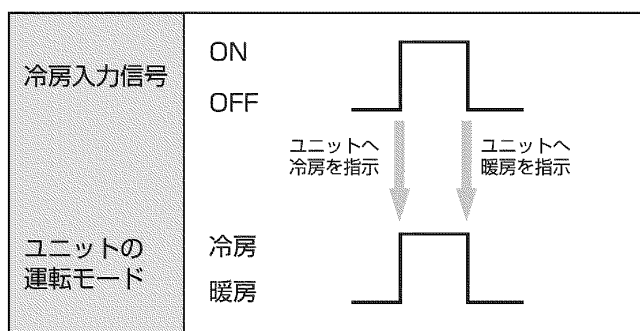 冷房入力信号
ON
OFF
ユニットへ
冷房を指示
ユニットへ
暖房を指示
ユニットの
運転モード
冷房
暖房